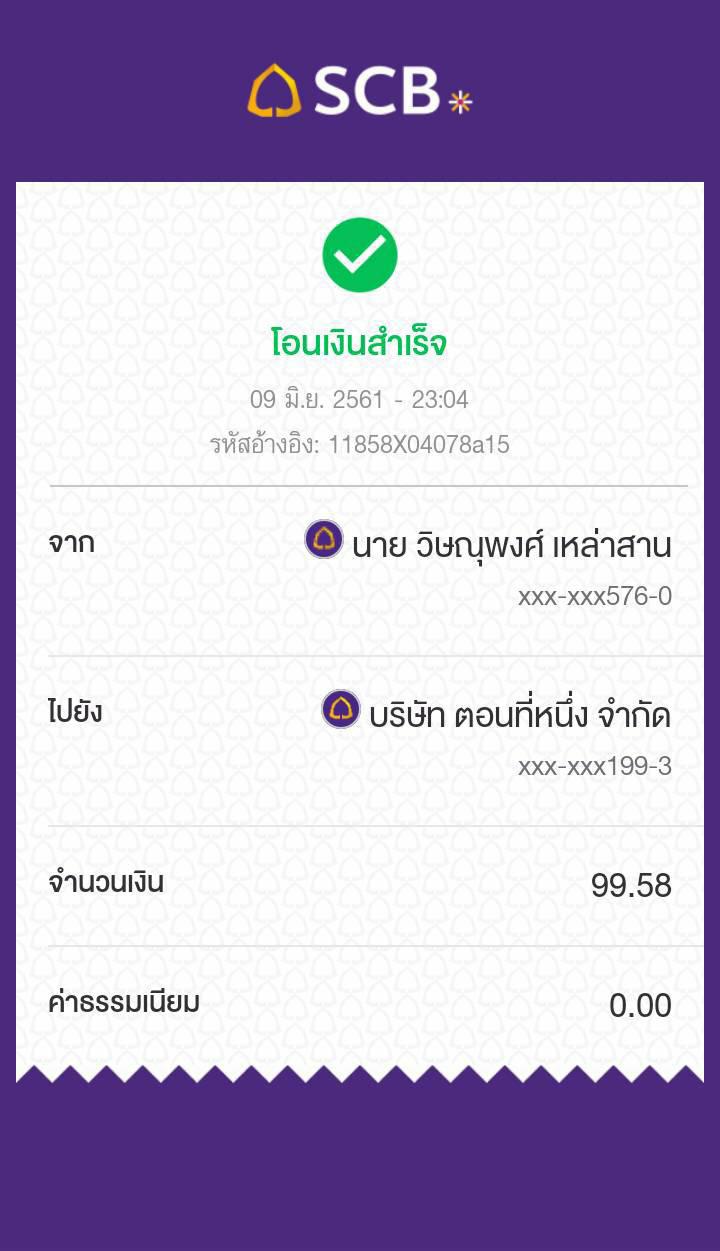 SCB
โอนเงินสำเร็จ
09 มิ.ย. 2561 - 23:04
รหัสอ้างอิง: 11858X04078a15
จาก
นาย วิษณุพงศ์ เหล่าสาน
xxx-xxx576-0
ไปยัง
บริษัท ตอนที่หนึ่ง จำกัด
xxx-xxx199-3
จำนวนเงิน 99.58
ค่าธรรมเนียม 0.00